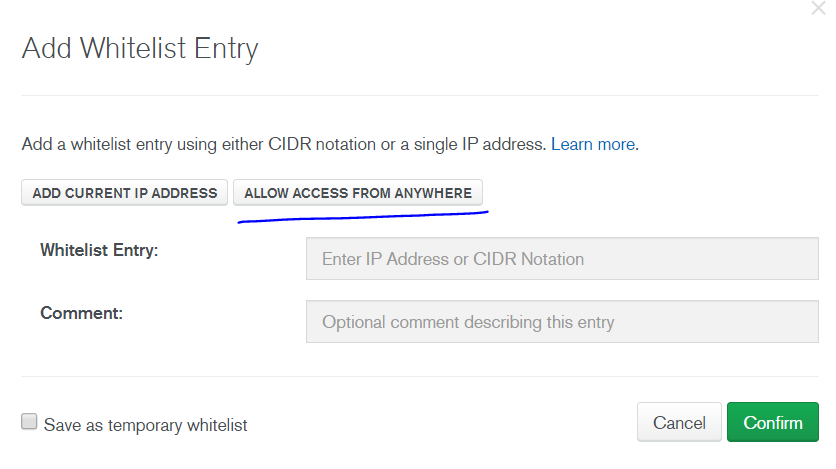 Add Whitelist Entry
Add a whitelist entry using either CIDR notation or a single IP address. Learn more.
ADD CURRENT IP ADDRESS ALLOW ACCESS FROM ANYWHERE
Whitelist Entry: Enter IP Address or CIDR Notation
Comment: Optional comment describing this entry
Save as temporary whitelist Cancel Confirm